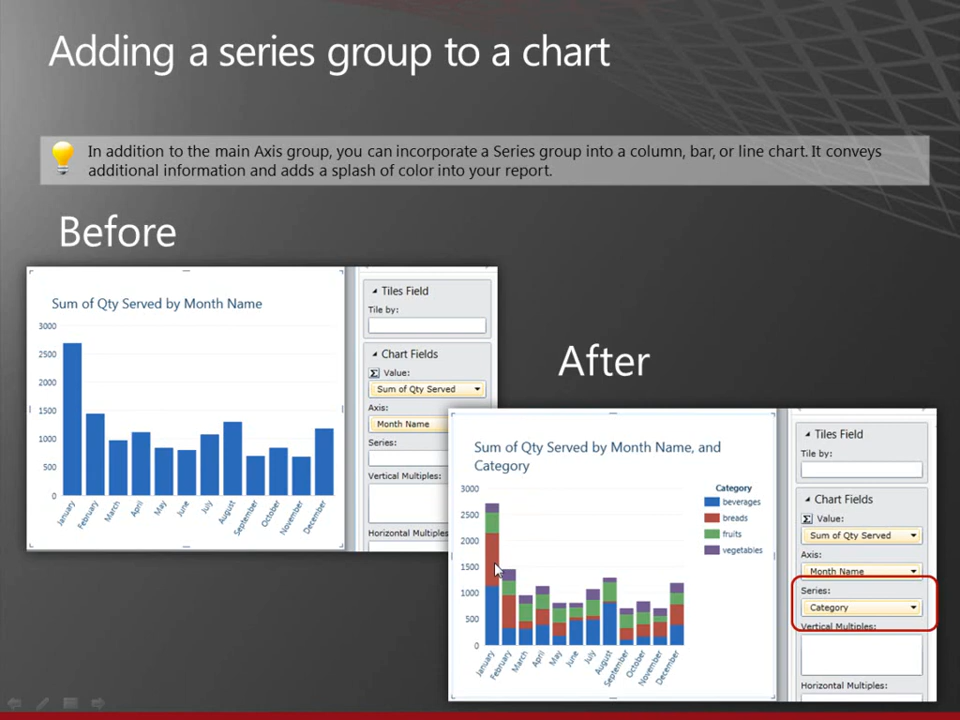 Adding a series group to a chart
In addition to the main Axis group, you can incorporate a Series group into a column, bar, or line chart. It conveys
additional information and adds a splash of color into your report.
Before
Sum of Qty Served by Month Name
3000
2500
2000
1500
1000
500
0
January
February
March
April
May
June
July
August
September
October
November
December
Tiles Field
Tile by:
Chart Fields
Σ Value:
Sum of Qty Served
Axis:
Month Name
Series:
Vertical Multiples:
Horizontal Multiples
After
Sum of Qty Served by Month Name, and
Category
3000
2500
2000
1500
1000
500
0
January
February
March
April
May
June
July
August
September
October
November
December
Category
beverages
breads
fruits
vegetables
Tiles Field
Tile by:
Chart Fields
Σ Value:
Sum of Qty Served
Axis:
Month Name
Series:
Category
Vertical Multiples:
Horizontal Multiples: